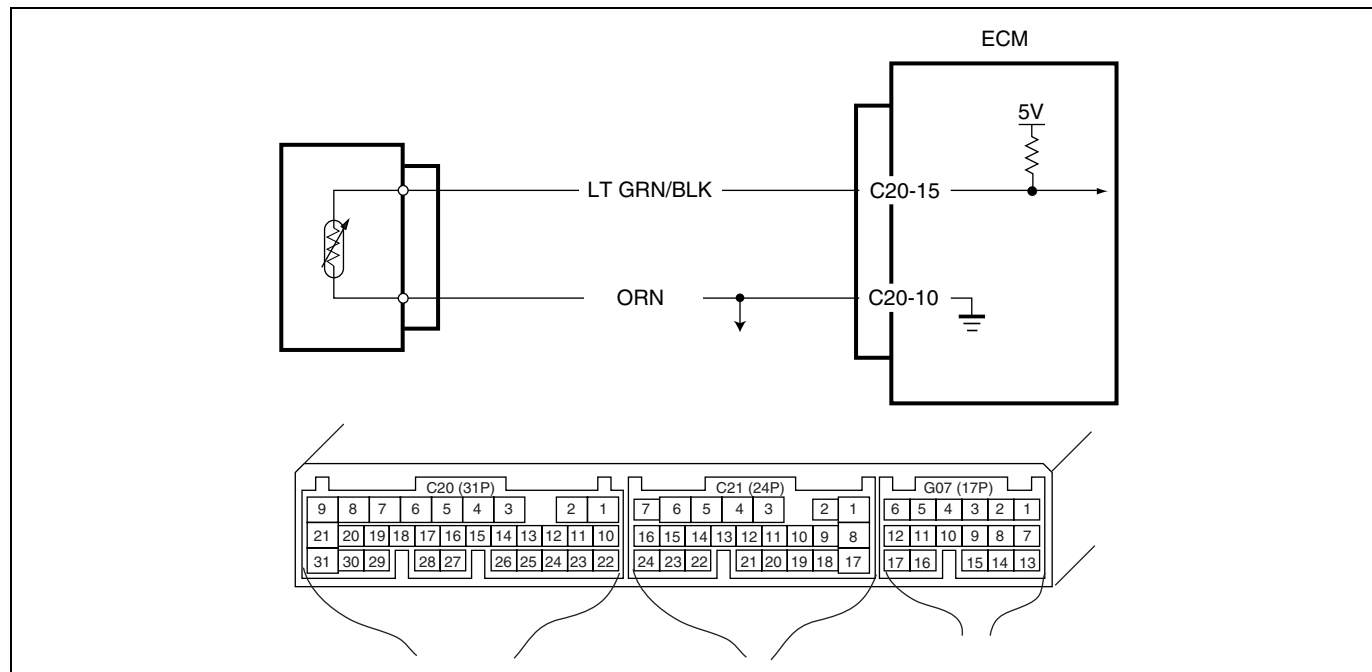 ECM
5V
LT GRN/BLK
C20-15
ORN
C20-10
C20 (31P)
C21 (24P)
G07 (17P)
9 8 7 6 5 4 3 2 1
7 6 5 4 3 2 1
6 5 4 3 2 1
21 20 19 18 17 16 15 14 13 12 11 10
16 15 14 13 12 11 10 9 8
12 11 10 9 8 7
31 30 29 28 27 26 25 24 23 22
24 23 22 21 20 19 18 17
17 16 15 14 13